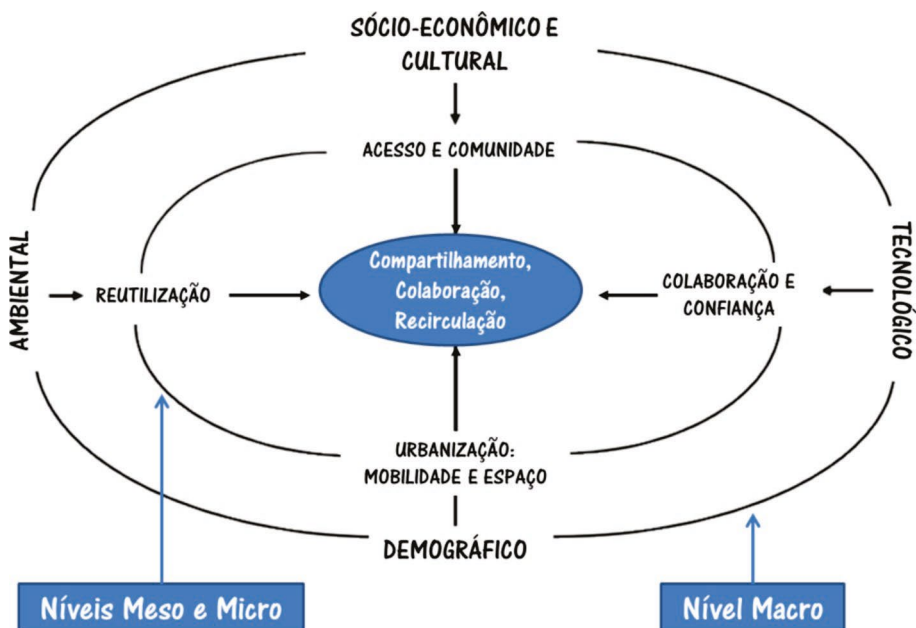 SÓCIO-ECONÔMICO E
CULTURAL
ACESSO E COMUNIDADE
AMBIENTAL
REUTILIZAÇÃO
Compartilhamento,
Colaboração,
Recirculação
COLABORAÇÃO E
CONFIANÇA
TECNOLÓGICO
URBANIZAÇÃO:
MOBILIDADE E ESPAÇO
DEMOGRÁFICO
Níveis Meso e Micro
Nível Macro